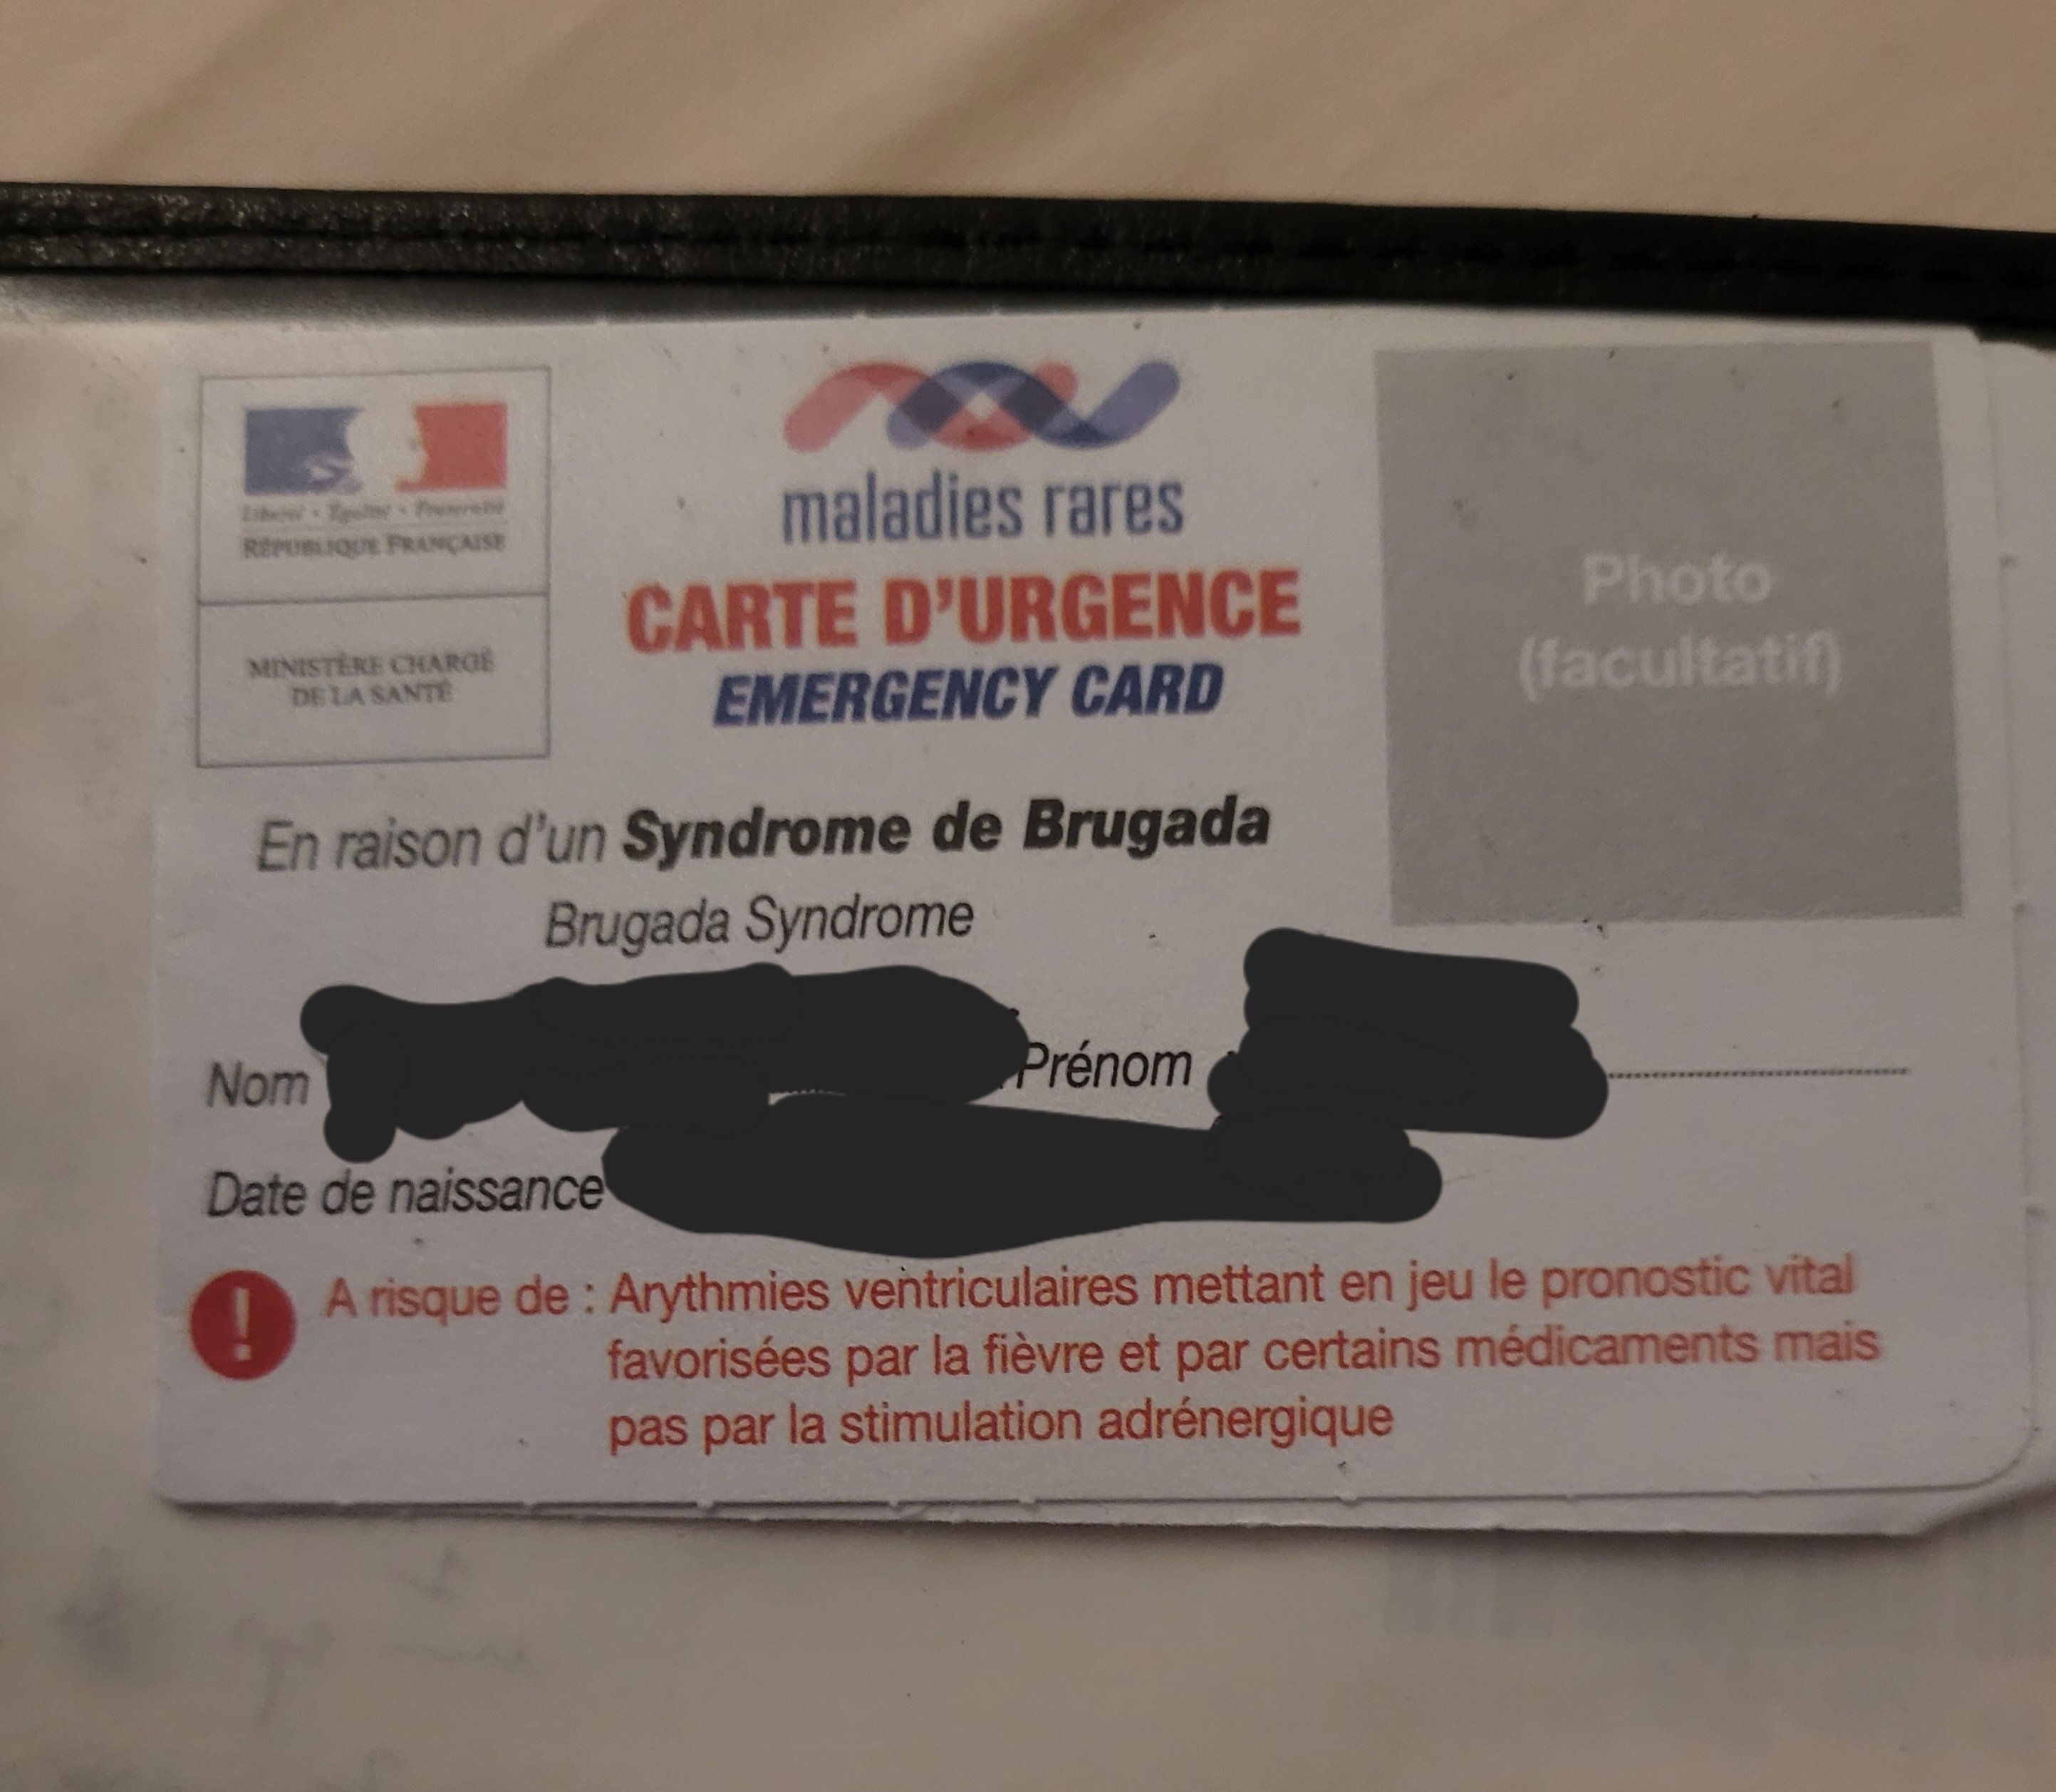 Liberté • Égalité • Fraternité
RÉPUBLIQUE FRANÇAISE
MINISTÈRE CHARGÉ
DE LA SANTÉ
maladies rares
CARTE D'URGENCE
EMERGENCY CARD
Photo
(facultatif)
En raison d'un Syndrome de Brugada
Brugada Syndrome
Nom Prénom
Date de naissance
! A risque de : Arythmies ventriculaires mettant en jeu le pronostic vital
favorisées par la fièvre et par certains médicaments mais
pas par la stimulation adrénergique